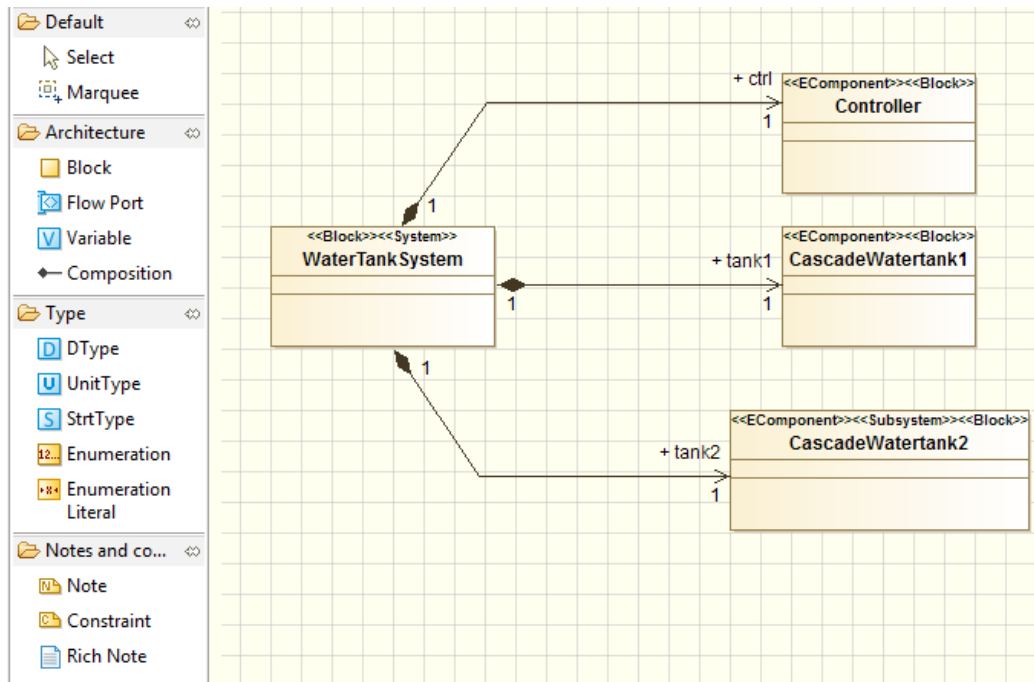 Default
Select
Marquee
Architecture
Block
Flow Port
Variable
Composition
Type
DType
UnitType
StrtType
Enumeration
Enumeration
Literal
Notes and co...
Note
Constraint
Rich Note
+ ctrl
1
1
<<EComponent>><<Block>>
Controller
<<Block>><<System>>
WaterTankSystem
1
+ tank1
1
<<EComponent>><<Block>>
CascadeWatertank1
1
+ tank2
1
<<EComponent>><<Subsystem>><<Block>>
CascadeWatertank2